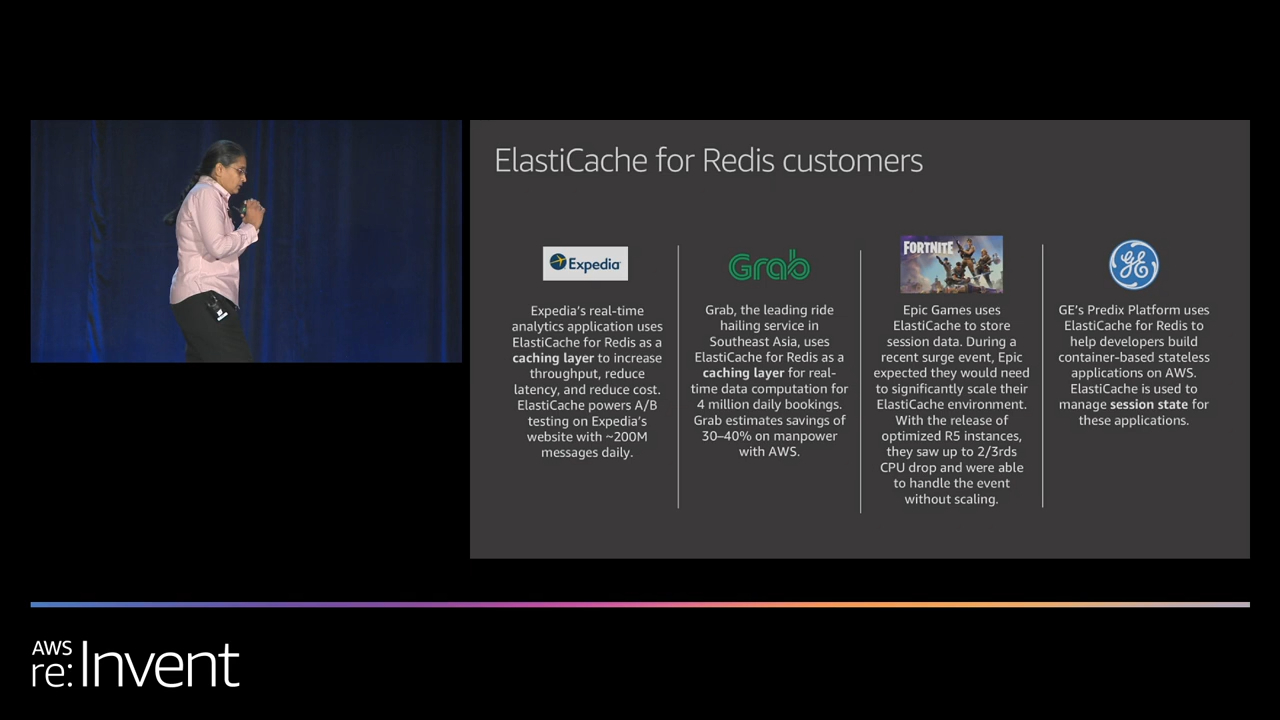 ElastiCache for Redis customers
Expedia
Expedia's real-time
analytics application uses
ElastiCache for Redis as a
caching layer to increase
throughput, reduce
latency, and reduce cost.
ElastiCache powers A/B
testing on Expedia's
website with ~200M
messages daily.
Grab
Grab, the leading ride
hailing service in
Southeast Asia, uses
ElastiCache for Redis as a
caching layer for real-
time data computation for
4 million daily bookings.
Grab estimates savings of
30–40% on manpower
with AWS.
FORTNITE
Epic Games uses
ElastiCache to store
session data. During a
recent surge event, Epic
expected they would need
to significantly scale their
ElastiCache environment.
With the release of
optimized R5 instances,
they saw up to 2/3rds
CPU drop and were able
to handle the event
without scaling.
GE
GE's Predix Platform uses
ElastiCache for Redis to
help developers build
container-based stateless
applications on AWS.
ElastiCache is used to
manage session state for
these applications.
AWS
re:Invent